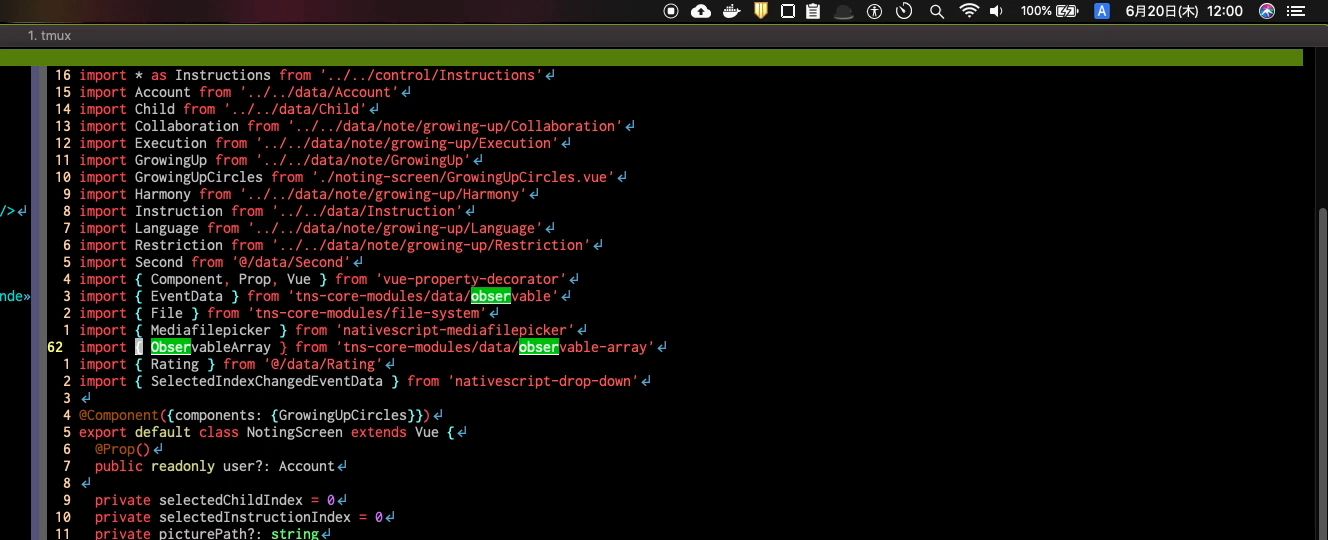 100% A 6月20日(木) 12:00
1. tmux
16 import * as Instructions from '../../control/Instructions'↲
15 import Account from '../../data/Account'↲
14 import Child from '../../data/Child'↲
13 import Collaboration from '../../data/note/growing-up/Collaboration'↲
12 import Execution from '../../data/note/growing-up/Execution'↲
11 import GrowingUp from '../../data/note/GrowingUp'↲
10 import GrowingUpCircles from './noting-screen/GrowingUpCircles.vue'↲
9 import Harmony from '../../data/note/growing-up/Harmony'↲
/>↲ 8 import Instruction from '../../data/Instruction'↲
7 import Language from '../../data/note/growing-up/Language'↲
6 import Restriction from '../../data/note/growing-up/Restriction'↲
5 import Second from '@/data/Second'↲
4 import { Component, Prop, Vue } from 'vue-property-decorator'↲
nde» 3 import { EventData } from 'tns-core-modules/data/observable'↲
2 import { File } from 'tns-core-modules/file-system'↲
1 import { Mediafilepicker } from 'nativescript-mediafilepicker'↲
62 import { ObservableArray } from 'tns-core-modules/data/observable-array'↲
1 import { Rating } from '@/data/Rating'↲
2 import { SelectedIndexChangedEventData } from 'nativescript-drop-down'↲
3 ↲
4 @Component({components: {GrowingUpCircles}})↲
5 export default class NotingScreen extends Vue {↲
6 @Prop()↲
7 public readonly user?: Account↲
8 ↲
9 private selectedChildIndex = 0↲
10 private selectedInstructionIndex = 0↲
11 private picturePath?: string↲